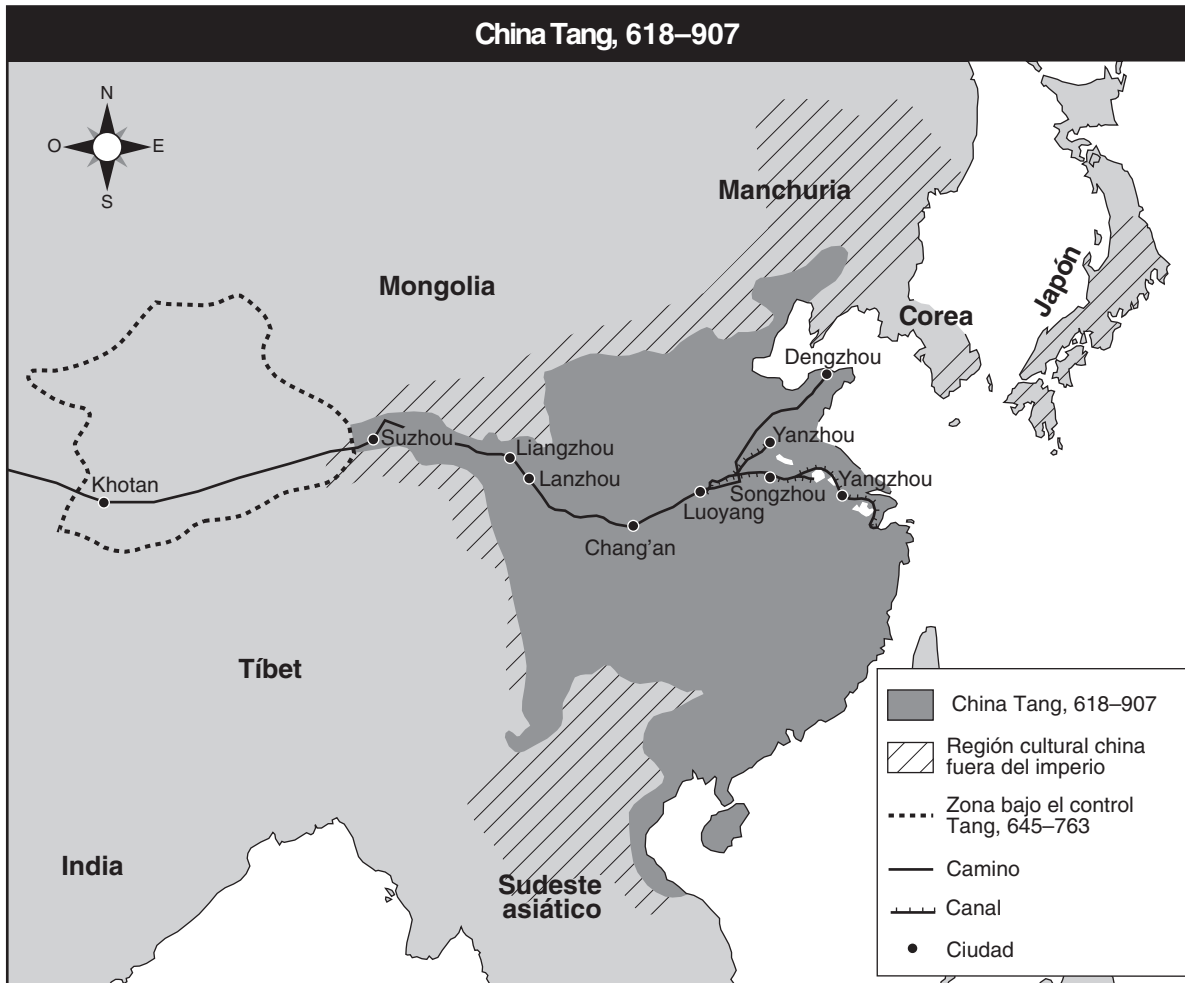 China Tang, 618–907
N
O
E
S
Manchuria
Mongolia
Japón
Corea
Dengzhou
Yanzhou
Suzhou
Liangzhou
Lanzhou
Khotan
Songzhou
Yangzhou
Luoyang
Chang’an
Tíbet
India
Sudeste
asiático
China Tang, 618–907
Región cultural china
fuera del imperio
Zona bajo el control
Tang, 645–763
Camino
Canal
Ciudad